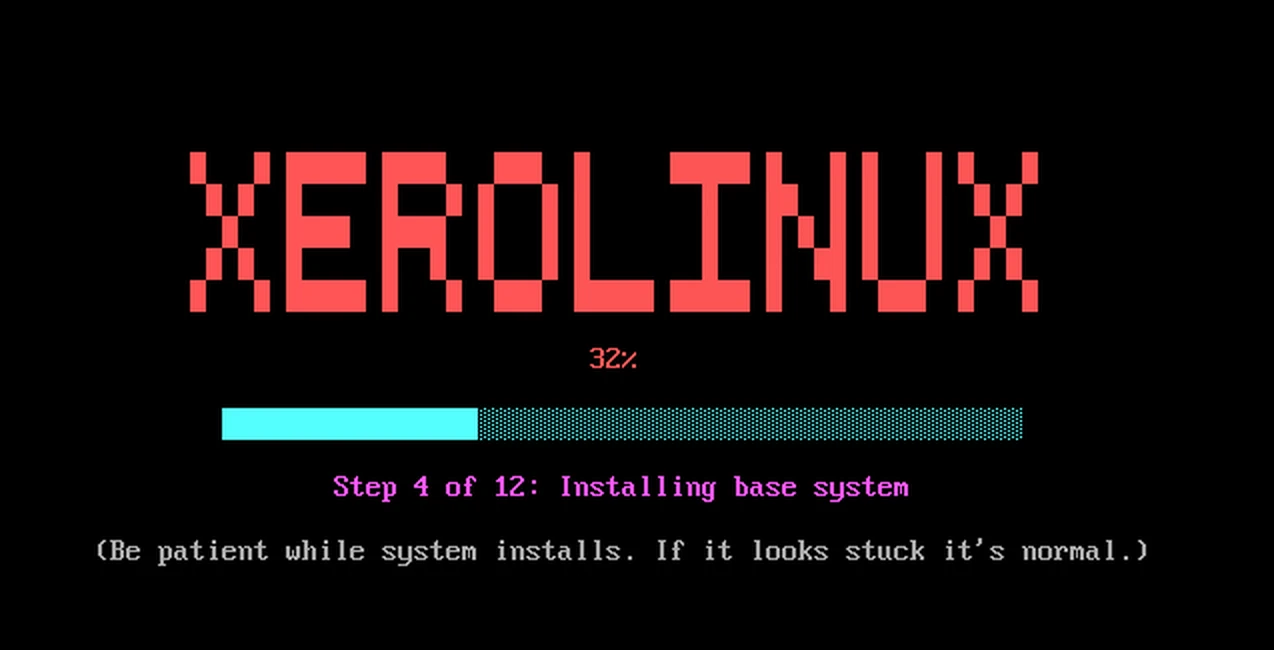 XEROLINUX
32%
Step 4 of 12: Installing base system
(Be patient while system installs. If it looks stuck it's normal.)